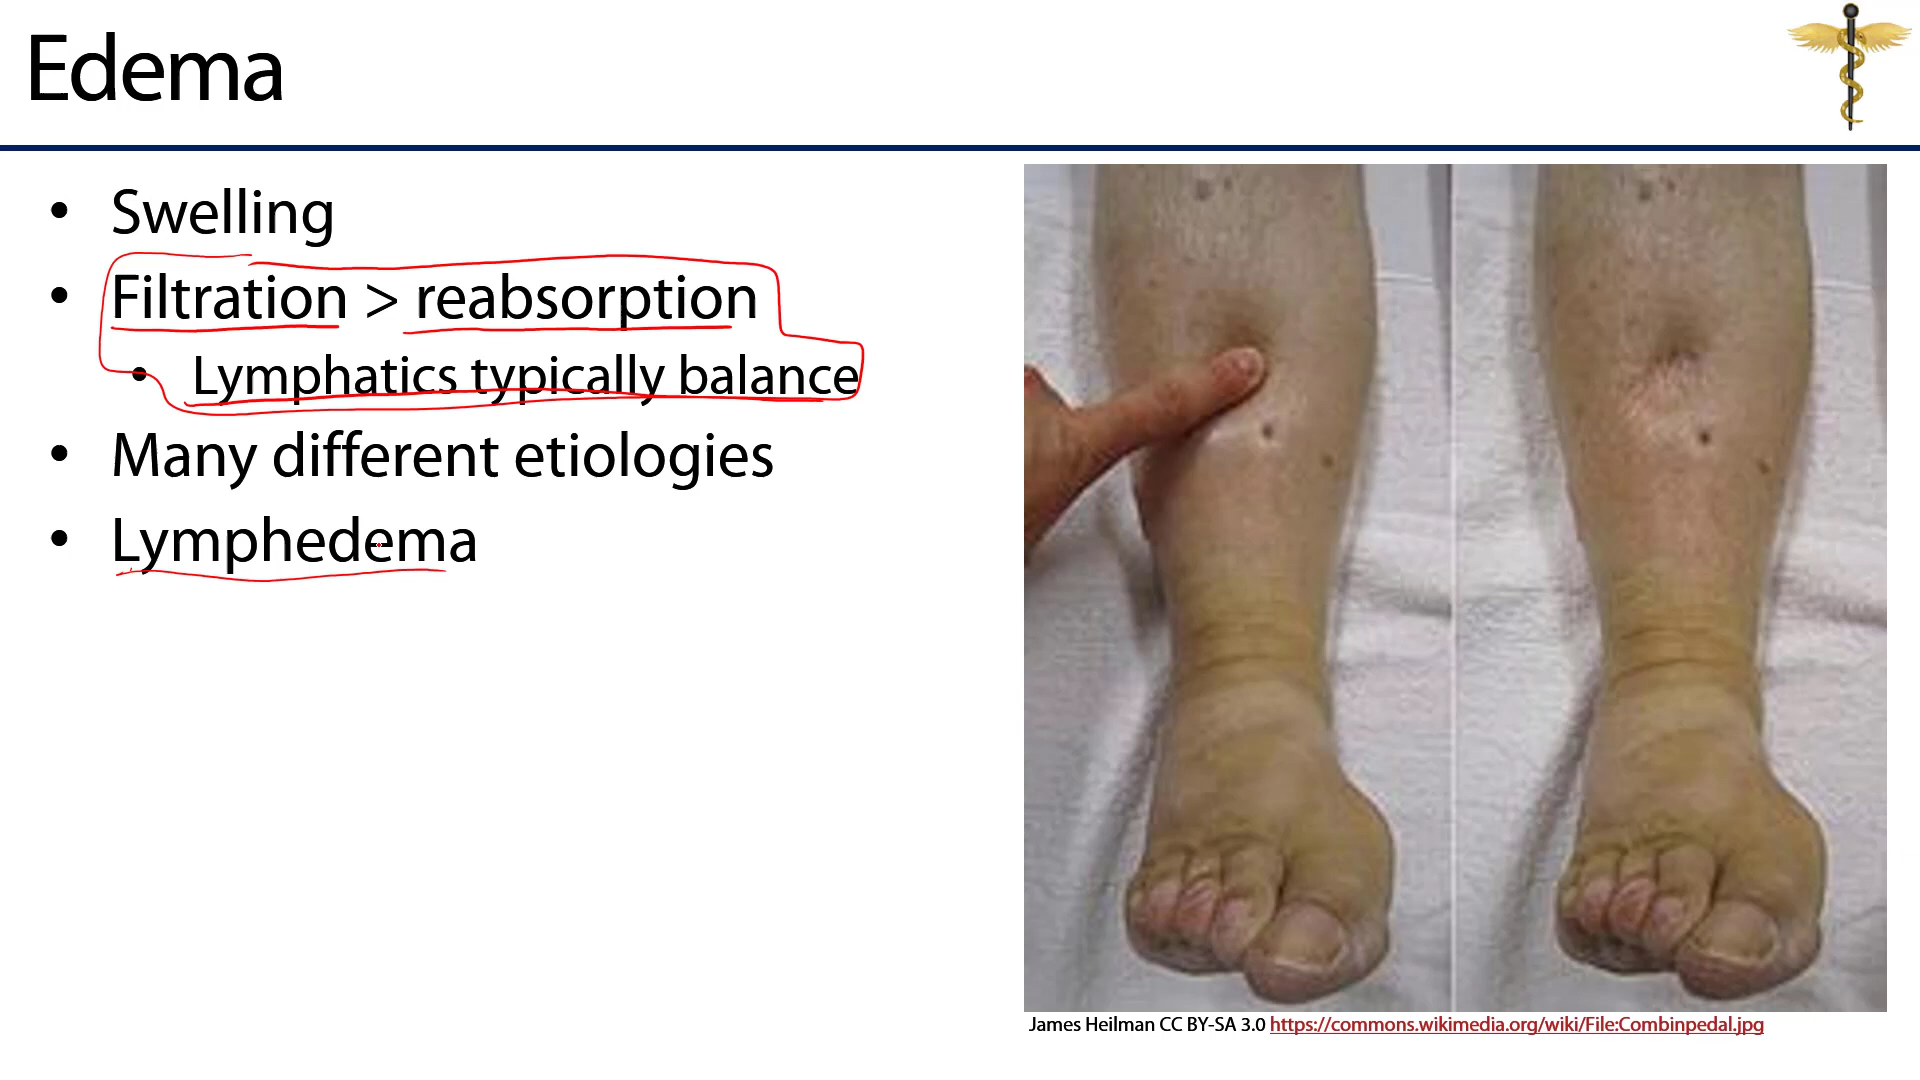 Edema
• Swelling
• Filtration > reabsorption
• Lymphatics typically balance
• Many different etiologies
• Lymphedema
James Heilman CC BY-SA 3.0 https://commons.wikimedia.org/wiki/File:Combinpedal.jpg